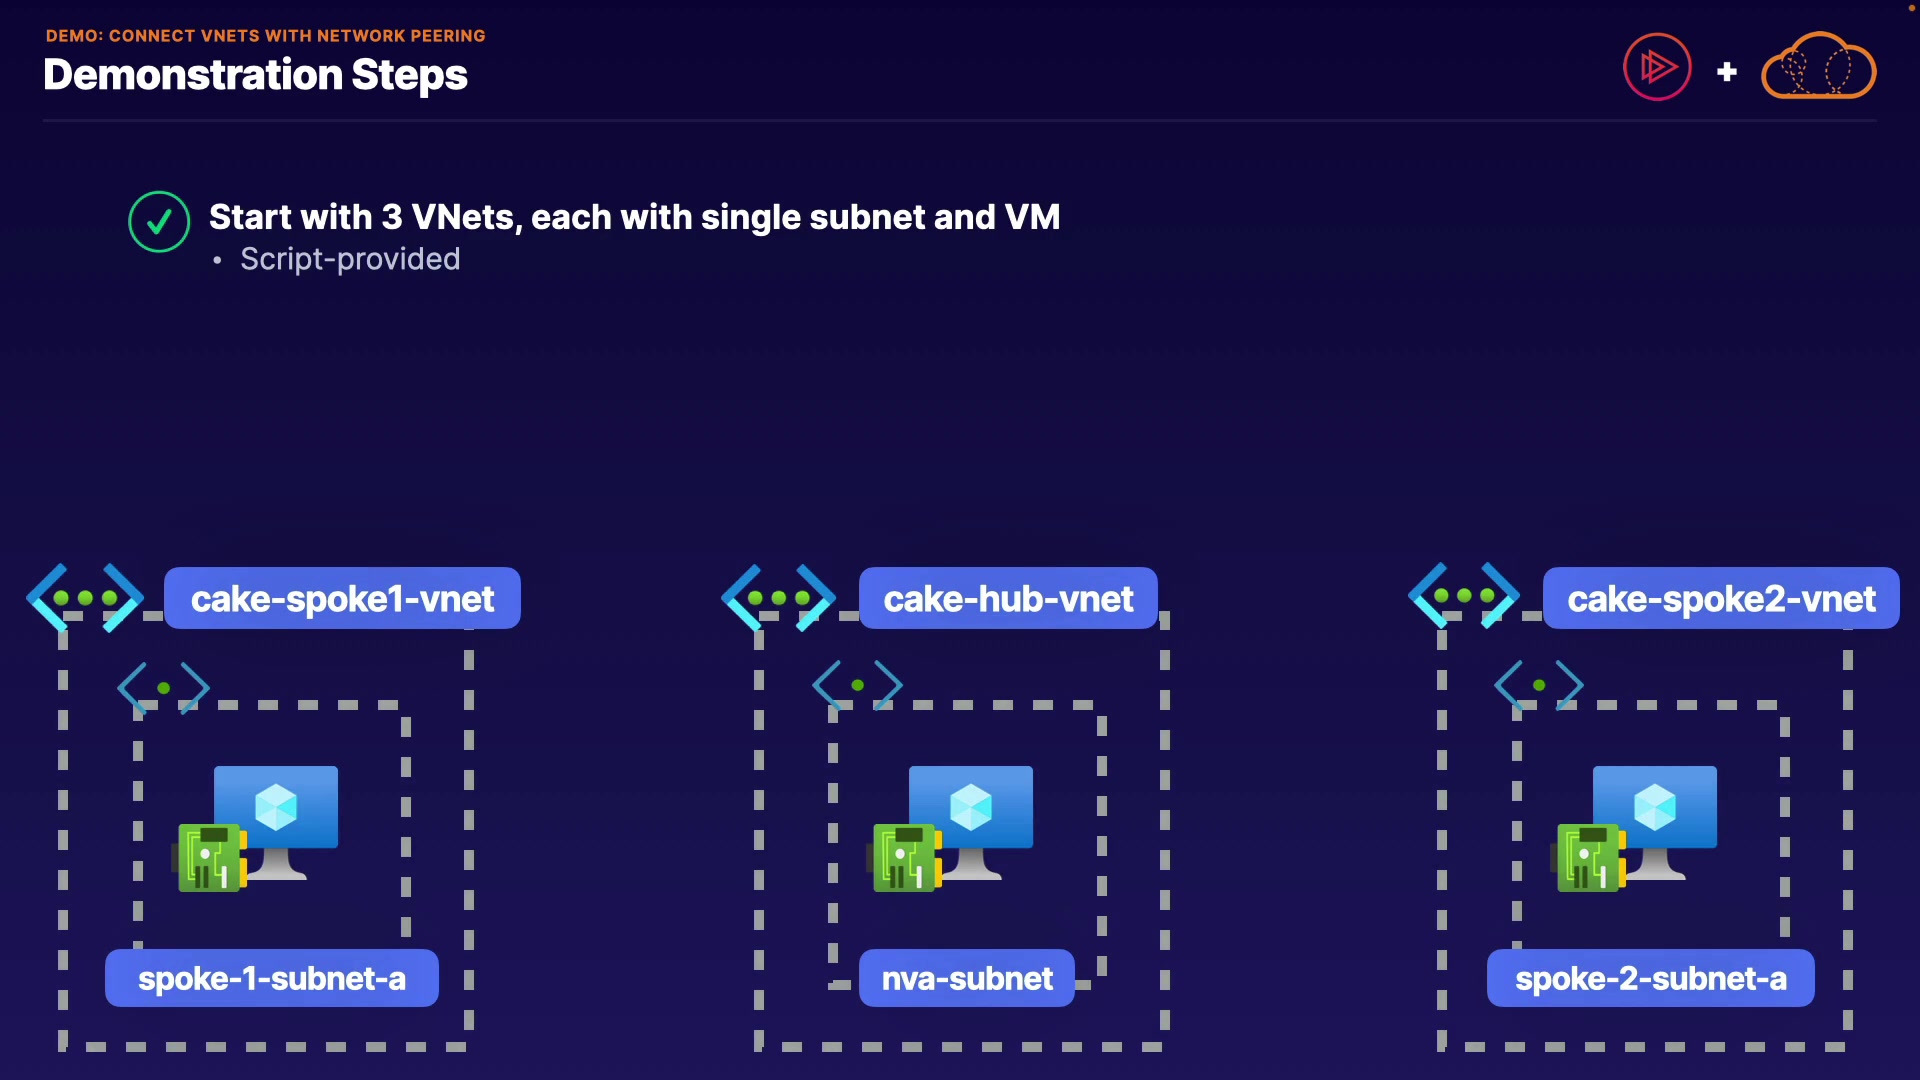 DEMO: CONNECT VNETS WITH NETWORK PEERING
Demonstration Steps
Start with 3 VNets, each with single subnet and VM
• Script-provided
cake-spoke1-vnet
cake-hub-vnet
cake-spoke2-vnet
spoke-1-subnet-a
nva-subnet
spoke-2-subnet-a